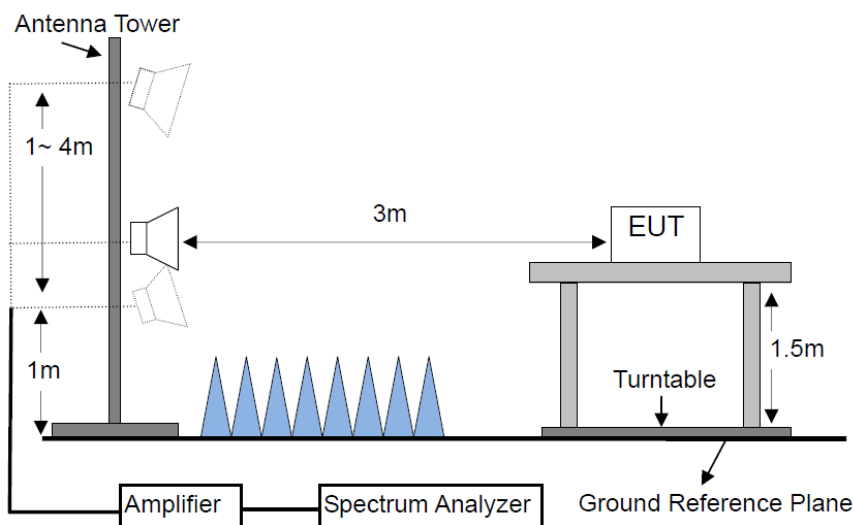 Antenna Tower
1~ 4m
3m
EUT
1m
1.5m
Turntable
Amplifier
Spectrum Analyzer
Ground Reference Plane